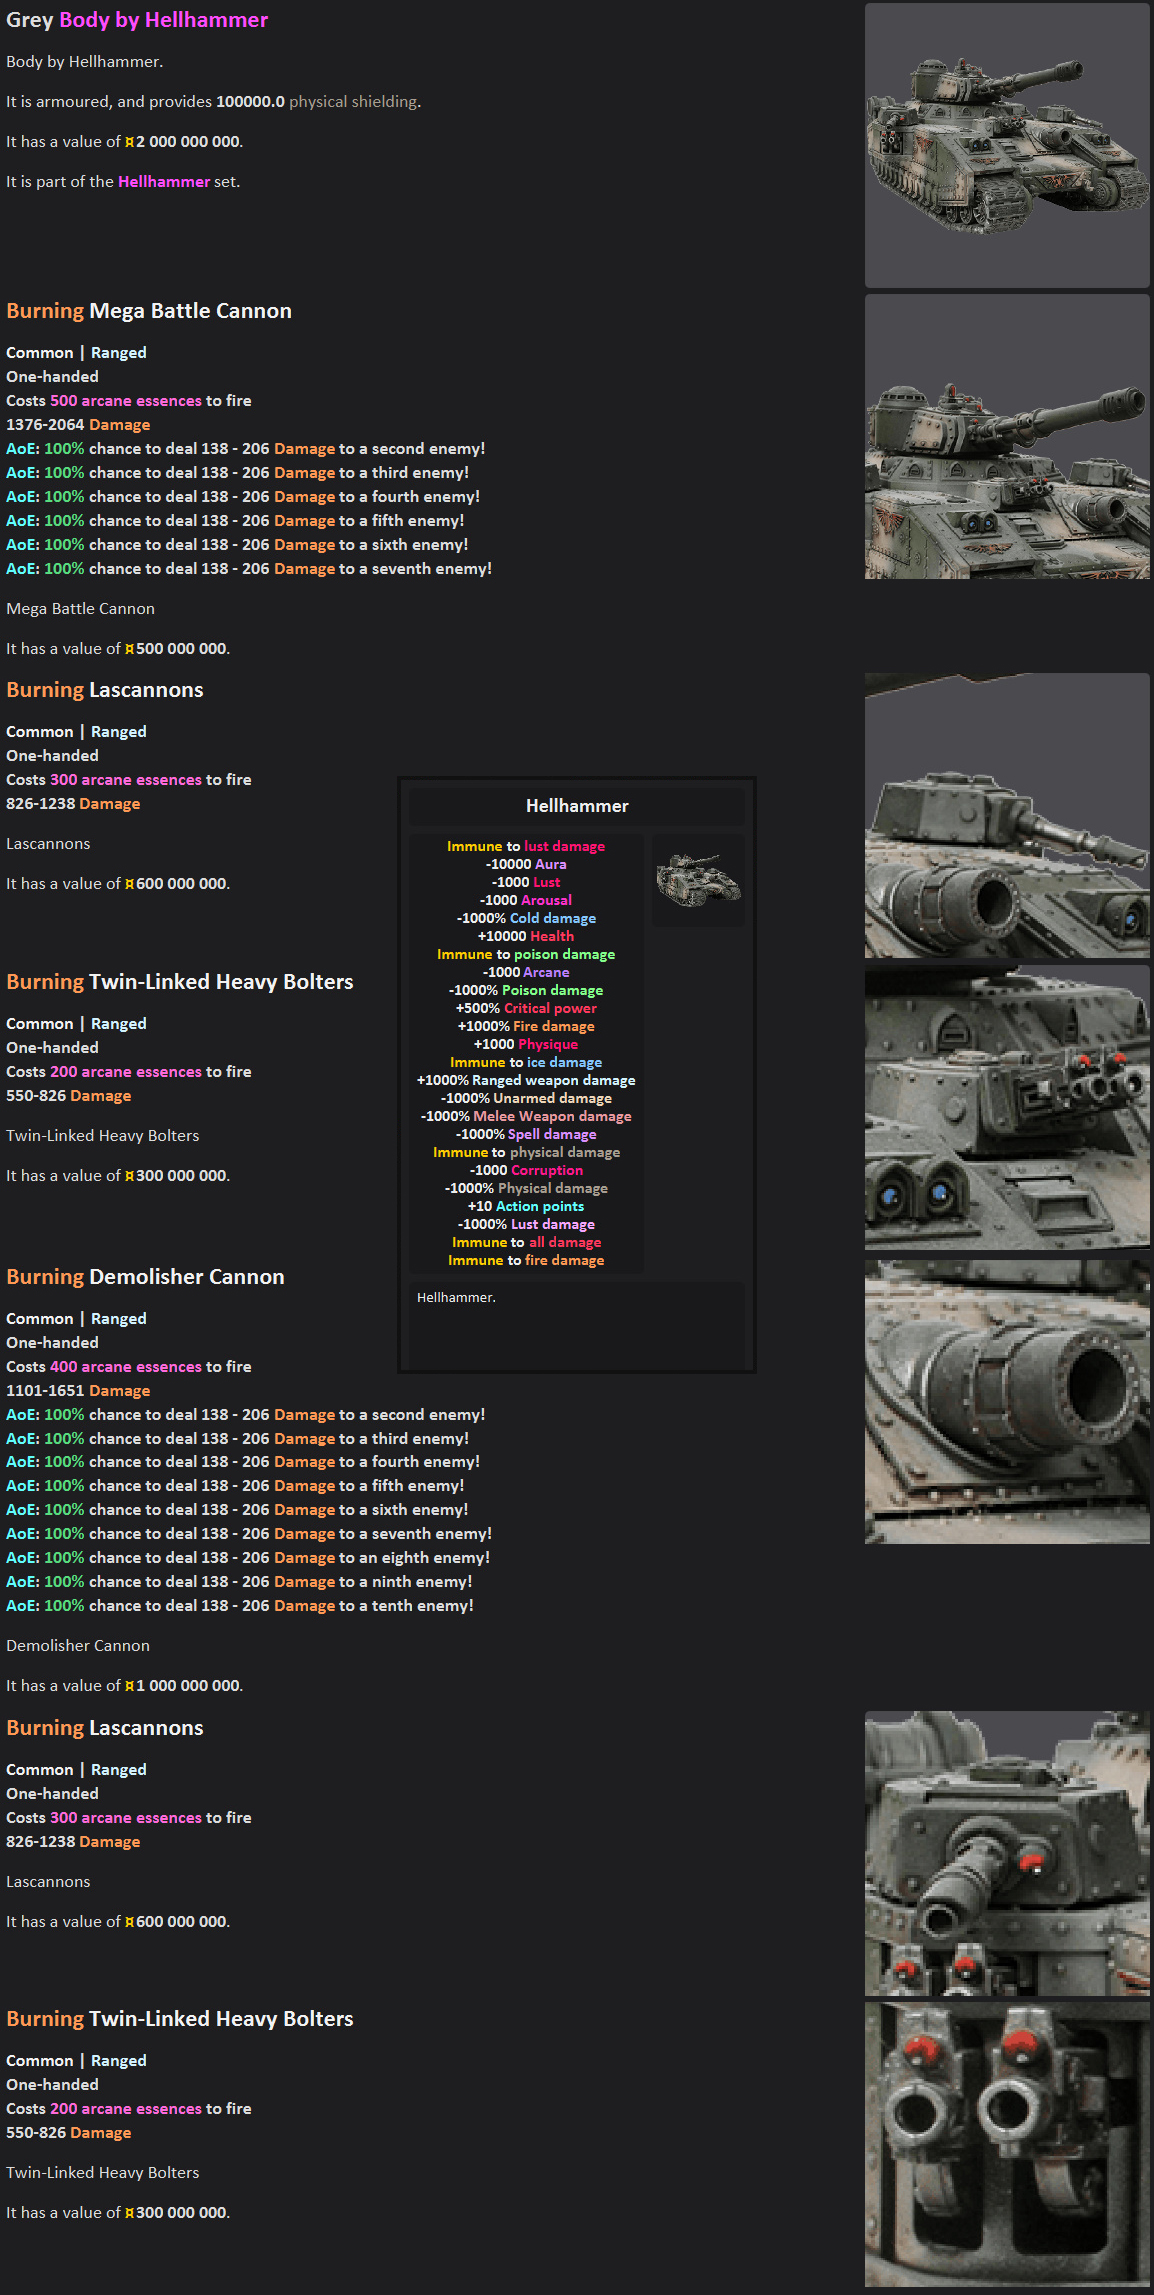 Grey Body by Hellhammer
Body by Hellhammer.
It is armoured, and provides 100000.0 physical shielding.
It has a value of ¤2 000 000 000.
It is part of the Hellhammer set.
Burning Mega Battle Cannon
Common | Ranged
One-handed
Costs 500 arcane essences to fire
1376-2064 Damage
AoE: 100% chance to deal 138 - 206 Damage to a second enemy!
AoE: 100% chance to deal 138 - 206 Damage to a third enemy!
AoE: 100% chance to deal 138 - 206 Damage to a fourth enemy!
AoE: 100% chance to deal 138 - 206 Damage to a fifth enemy!
AoE: 100% chance to deal 138 - 206 Damage to a sixth enemy!
AoE: 100% chance to deal 138 - 206 Damage to a seventh enemy!
Mega Battle Cannon
It has a value of ¤500 000 000.
Burning Lascannons
Common | Ranged
One-handed
Costs 300 arcane essences to fire
826-1238 Damage
Lascannons
It has a value of ¤600 000 000.
Burning Twin-Linked Heavy Bolters
Common | Ranged
One-handed
Costs 200 arcane essences to fire
550-826 Damage
Twin-Linked Heavy Bolters
It has a value of ¤300 000 000.
Hellhammer
Immune to lust damage
-10000 Aura
-1000 Lust
-1000 Arousal
-1000% Cold damage
+10000 Health
Immune to poison damage
-1000 Arcane
-1000% Poison damage
+500% Critical power
+1000% Fire damage
+1000 Physique
Immune to ice damage
+1000% Ranged weapon damage
-1000% Unarmed damage
-1000% Melee Weapon damage
-1000% Spell damage
Immune to physical damage
-1000 Corruption
-1000% Physical damage
+10 Action points
-1000% Lust damage
Immune to all damage
Immune to fire damage
Hellhammer.
Burning Demolisher Cannon
Common | Ranged
One-handed
Costs 400 arcane essences to fire
1101-1651 Damage
AoE: 100% chance to deal 138 - 206 Damage to a second enemy!
AoE: 100% chance to deal 138 - 206 Damage to a third enemy!
AoE: 100% chance to deal 138 - 206 Damage to a fourth enemy!
AoE: 100% chance to deal 138 - 206 Damage to a fifth enemy!
AoE: 100% chance to deal 138 - 206 Damage to a sixth enemy!
AoE: 100% chance to deal 138 - 206 Damage to a seventh enemy!
AoE: 100% chance to deal 138 - 206 Damage to an eighth enemy!
AoE: 100% chance to deal 138 - 206 Damage to a ninth enemy!
AoE: 100% chance to deal 138 - 206 Damage to a tenth enemy!
Demolisher Cannon
It has a value of ¤1 000 000 000.
Burning Lascannons
Common | Ranged
One-handed
Costs 300 arcane essences to fire
826-1238 Damage
Lascannons
It has a value of ¤600 000 000.
Burning Twin-Linked Heavy Bolters
Common | Ranged
One-handed
Costs 200 arcane essences to fire
550-826 Damage
Twin-Linked Heavy Bolters
It has a value of ¤300 000 000.